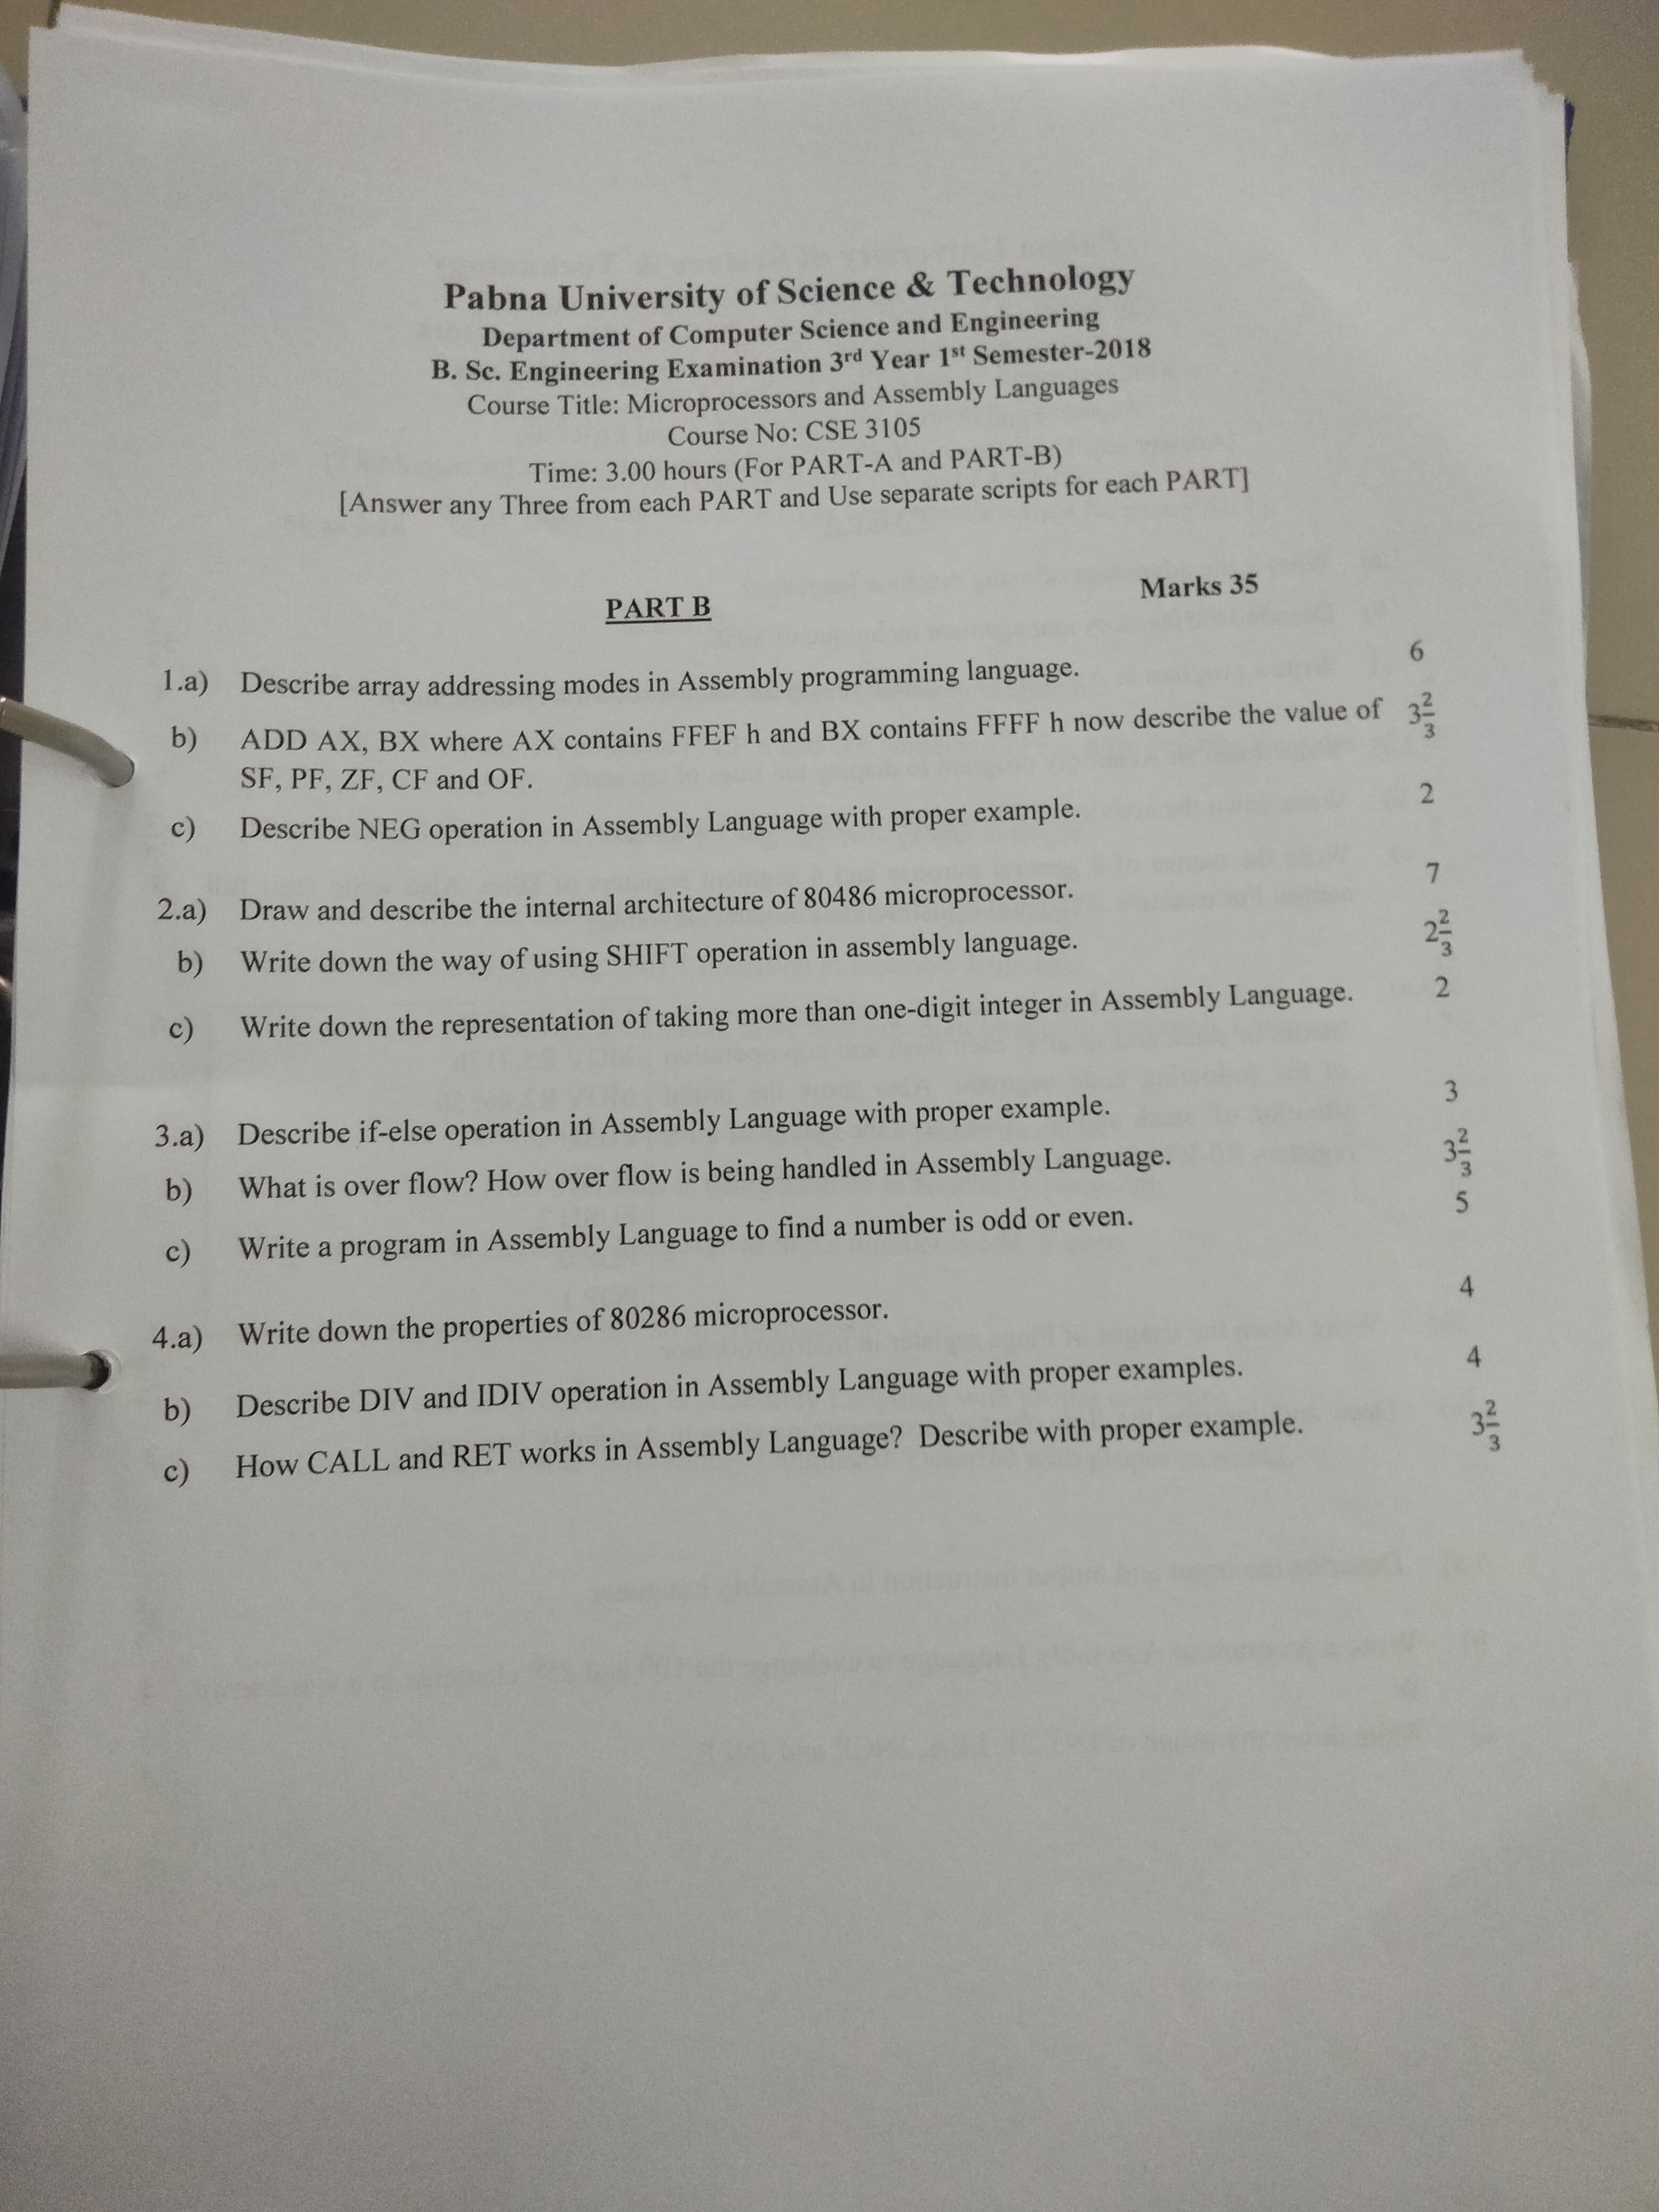 Pabna University of Science & Technology
Department of Computer Science and Engineering
B. Sc. Engineering Examination 3rd Year 1st Semester-2018
Course Title: Microprocessors and Assembly Languages
Course No: CSE 3105
Time: 3.00 hours (For PART-A and PART-B)
[Answer any Three from each PART and Use separate scripts for each PART]
PART B Marks 35
1.a) Describe array addressing modes in Assembly programming language. 6
b) ADD AX, BX where AX contains FFEF h and BX contains FFFF h now describe the value of 3 2/3
SF, PF, ZF, CF and OF.
c) Describe NEG operation in Assembly Language with proper example. 2
2.a) Draw and describe the internal architecture of 80486 microprocessor. 7
b) Write down the way of using SHIFT operation in assembly language. 2 2/3
c) Write down the representation of taking more than one-digit integer in Assembly Language. 2
3.a) Describe if-else operation in Assembly Language with proper example. 3
b) What is over flow? How over flow is being handled in Assembly Language. 3 2/3
c) Write a program in Assembly Language to find a number is odd or even. 5
4.a) Write down the properties of 80286 microprocessor. 4
b) Describe DIV and IDIV operation in Assembly Language with proper examples. 4
c) How CALL and RET works in Assembly Language? Describe with proper example. 3 2/3